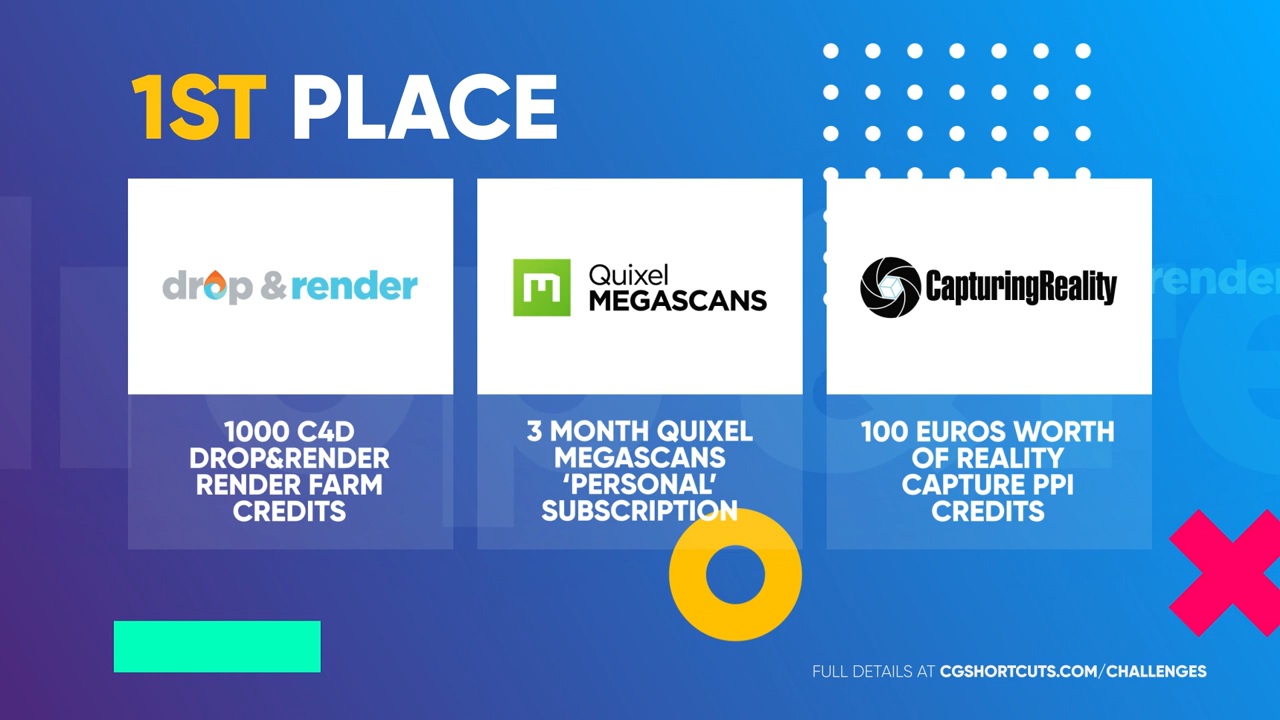 1ST PLACE
drop & render
Quixel
MEGASCANS
CapturingReality
render
1000 C4D
DROP&RENDER
RENDER FARM
CREDITS
3 MONTH QUIXEL
MEGASCANS
‘PERSONAL’
SUBSCRIPTION
100 EUROS WORTH
OF REALITY
CAPTURE PPI
CREDITS
FULL DETAILS AT CGSHORTCUTS.COM/CHALLENGES